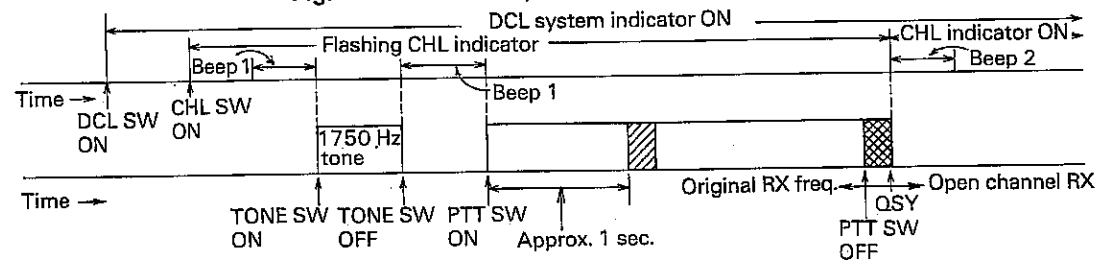 DCL system indicator ON
Flashing CHL indicator
CHL indicator ON
Beep 1
Beep 2
Beep 1
Time
DCL SW
ON
CHL SW
ON
1750 Hz
tone
Original RX freq.
Open channel RX
Time
TONE SW
ON
TONE SW
OFF
PTT SW
ON
Approx. 1 sec.
QSY
PTT SW
OFF